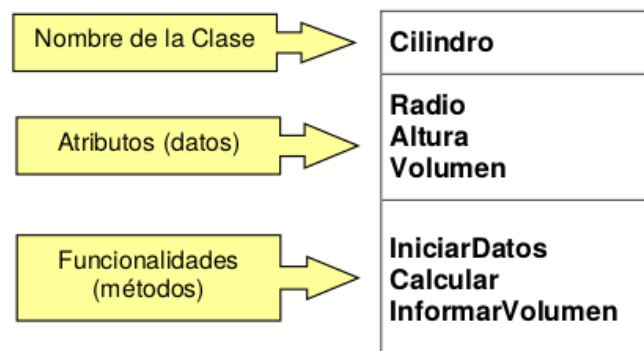 Nombre de la Clase
Cilindro
Atributos (datos)
Radio
Altura
Volumen
Funcionalidades
(métodos)
IniciarDatos
Calcular
InformarVolumen